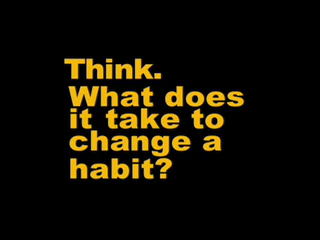 Think.
What does
it take to
change a
habit?